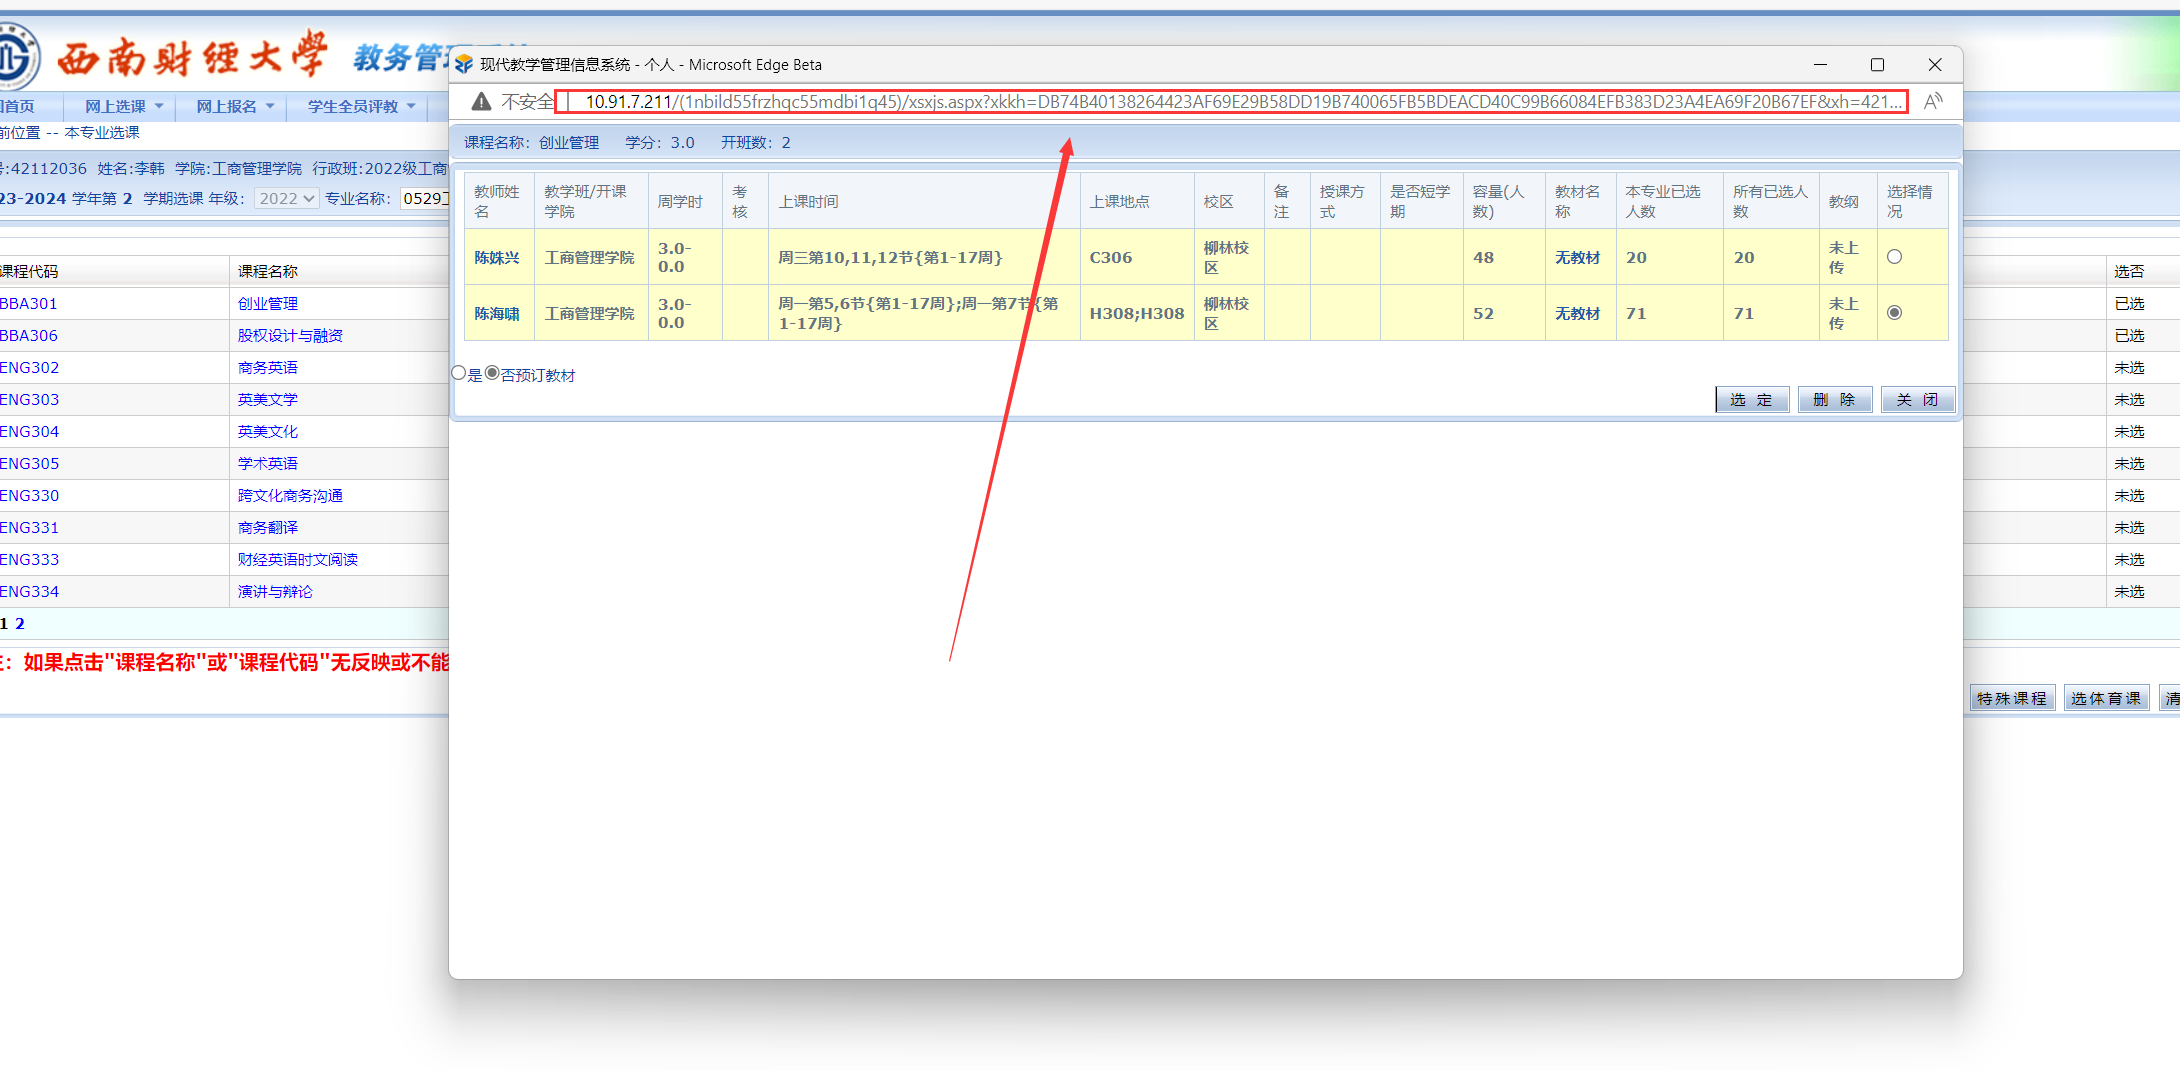 西南财经大学 教务管理系统
现代教学管理信息系统 - 个人 - Microsoft Edge Beta
不安全 10.91.7.211/(1nbild55frzhqc55mdbi1q45)/xsxjs.aspx?xkkh=DB74B40138264423AF69E29B58DD19B740065FB5BDEACD40C99B66084EFB383D23A4EA69F20B67EF&xh=421...
首页 网上选课 网上报名 学生全员评教
前位置 -- 本专业选课
号:42112036 姓名:李韩 学院:工商管理学院 行政班:2022级工商
23-2024 学年第 2 学期选课 年级: 2022 专业名称: 0529工
课程名称: 创业管理 学分: 3.0 开班数: 2
教师姓名 教学班/开课学院 周学时 考核 上课时间 上课地点 校区 备注 授课方式 是否短学期 容量(人数) 教材名称 本专业已选人数 所有已选人数 教纲 选择情况
陈姝兴 工商管理学院 3.0-0.0 周三第10,11,12节{第1-17周} C306 柳林校区 48 无教材 20 20 未上传
陈海啸 工商管理学院 3.0-0.0 周一第5,6节{第1-17周};周一第7节{第1-17周} H308;H308 柳林校区 52 无教材 71 71 未上传
是 否预订教材
选 定 删 除 关 闭
课程代码 课程名称 选否
BBA301 创业管理 已选
BBA306 股权设计与融资 已选
ENG302 商务英语 未选
ENG303 英美文学 未选
ENG304 英美文化 未选
ENG305 学术英语 未选
ENG330 跨文化商务沟通 未选
ENG331 商务翻译 未选
ENG333 财经英语时文阅读 未选
ENG334 演讲与辩论 未选
1 2
注: 如果点击"课程名称"或"课程代码"无反映或不能
特殊课程 选体育课 清